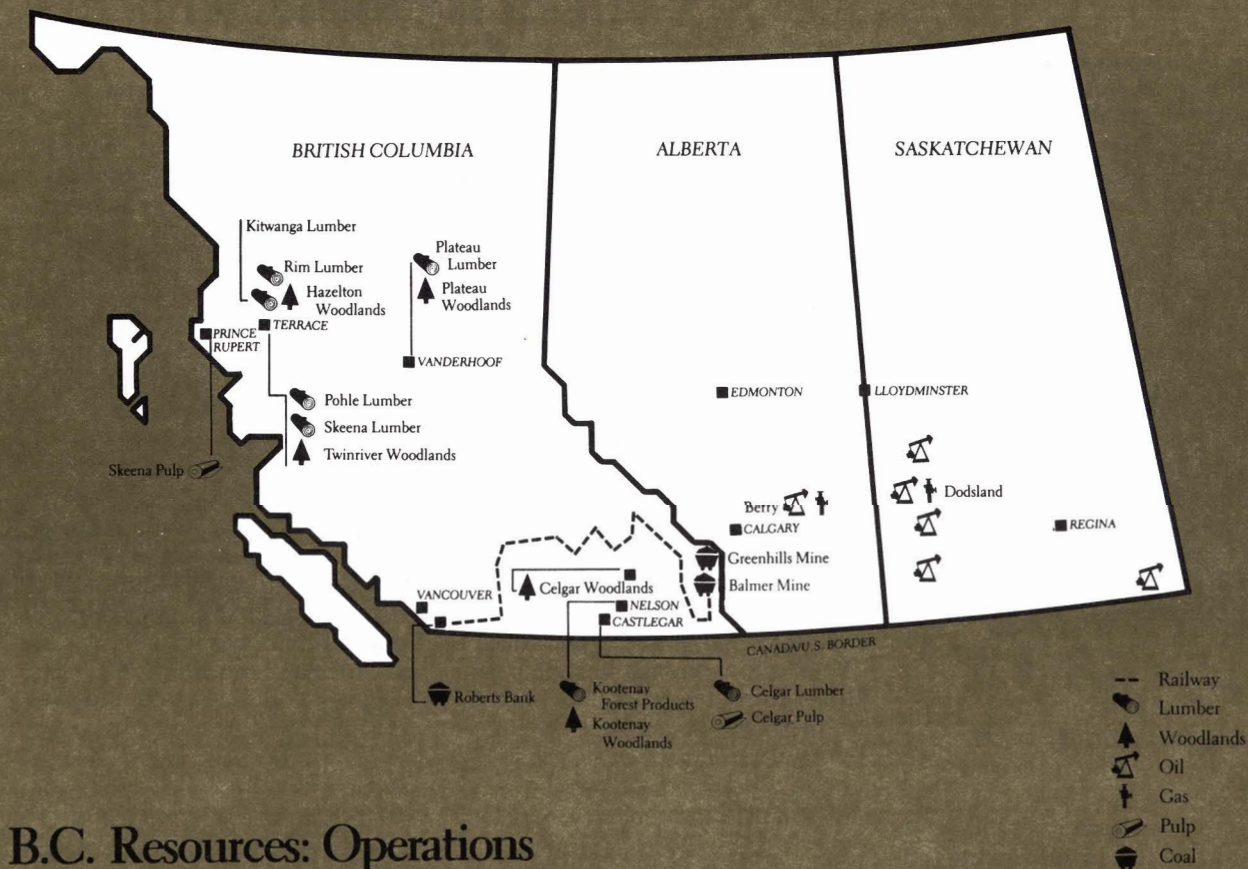 BRITISH COLUMBIA
ALBERTA
SASKATCHEWAN
Kitwanga Lumber
Rim Lumber
Hazelton
Woodlands
Plateau
Lumber
Plateau
Woodlands
PRINCE
RUPERT
TERRACE
VANDERHOOF
Pohle Lumber
Skeena Lumber
Twinriver Woodlands
Skeena Pulp
EDMONTON
LLOYDMINSTER
Berry
CALGARY
Dodsland
REGINA
Greenhills Mine
Balmer Mine
Celgar Woodlands
VANCOUVER
NELSON
CASTLEGAR
CANADA/U S. BORDER
Roberts Bank
Kootenay
Forest Products
Kootenay
Woodlands
Celgar Lumber
Celgar Pulp
Railway
Lumber
Woodlands
Oil
Gas
Pulp
Coal
B.C. Resources: Operations